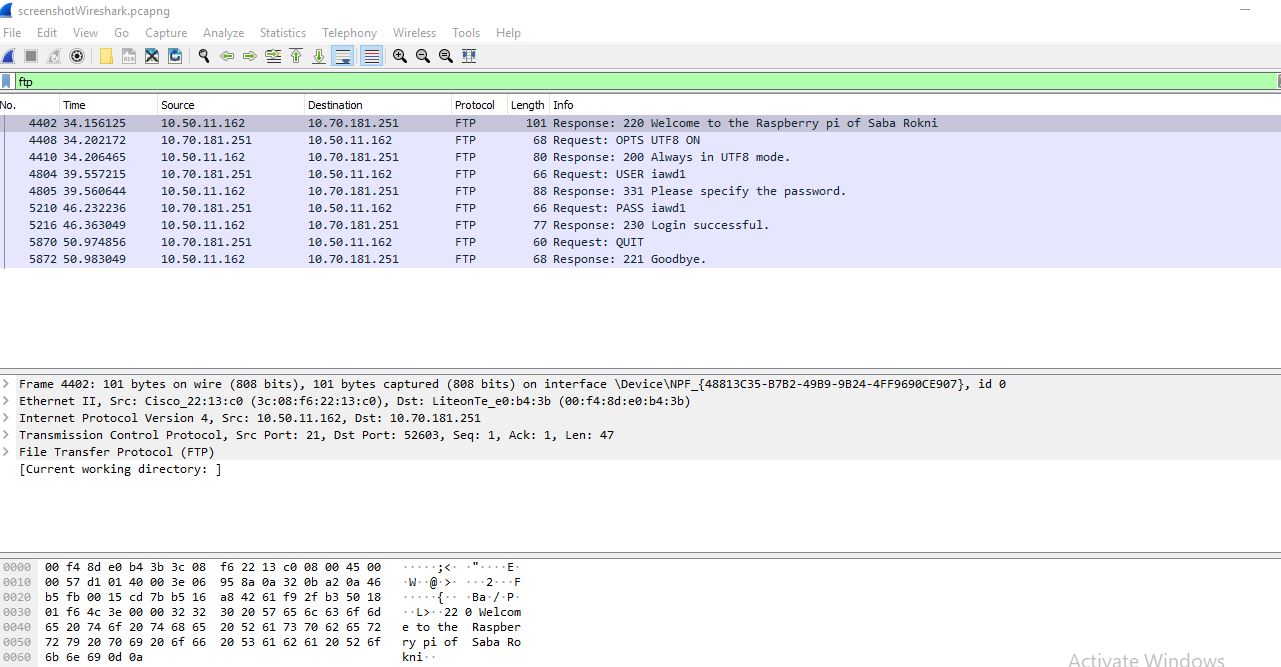 screenshotWireshark.pcapng
File Edit View Go Capture Analyze Statistics Telephony Wireless Tools Help
ftp
No. Time Source Destination Protocol Length Info
4402 34.156125 10.50.11.162 10.70.181.251 FTP 101 Response: 220 Welcome to the Raspberry pi of Saba Rokni
4408 34.202172 10.70.181.251 10.50.11.162 FTP 68 Request: OPTS UTF8 ON
4410 34.206465 10.50.11.162 10.70.181.251 FTP 80 Response: 200 Always in UTF8 mode.
4804 39.557215 10.70.181.251 10.50.11.162 FTP 66 Request: USER iawd1
4805 39.560644 10.50.11.162 10.70.181.251 FTP 88 Response: 331 Please specify the password.
5210 46.232236 10.70.181.251 10.50.11.162 FTP 66 Request: PASS iawd1
5216 46.363049 10.50.11.162 10.70.181.251 FTP 77 Response: 230 Login successful.
5870 50.974856 10.70.181.251 10.50.11.162 FTP 60 Request: QUIT
5872 50.983049 10.50.11.162 10.70.181.251 FTP 68 Response: 221 Goodbye.
Frame 4402: 101 bytes on wire (808 bits), 101 bytes captured (808 bits) on interface \Device\NPF_{48813C35-B7B2-49B9-9B24-4FF9690CE907}, id 0
Ethernet II, Src: Cisco_22:13:c0 (3c:08:f6:22:13:c0), Dst: LiteonTe_e0:b4:3b (00:f4:8d:e0:b4:3b)
Internet Protocol Version 4, Src: 10.50.11.162, Dst: 10.70.181.251
Transmission Control Protocol, Src Port: 21, Dst Port: 52603, Seq: 1, Ack: 1, Len: 47
File Transfer Protocol (FTP)
[Current working directory: ]
0000 00 f4 8d e0 b4 3b 3c 08 f6 22 13 c0 08 00 45 00 ·····;<· ·"····E·
0010 00 57 d1 01 40 00 3e 06 95 8a 0a 32 0b a2 0a 46 ·W··@·>· ···2···F
0020 b5 fb 00 15 cd 7b b5 16 a8 42 61 f9 2f b3 50 18 ·····{·· ·Ba·/·P·
0030 01 f6 4c 3e 00 00 32 32 30 20 57 65 6c 63 6f 6d ··L>··22 0 Welcom
0040 65 20 74 6f 20 74 68 65 20 52 61 73 70 62 65 72 e to the Raspber
0050 72 79 20 70 69 20 6f 66 20 53 61 62 61 20 52 6f ry pi of Saba Ro
0060 6b 6e 69 0d 0a kni··
Activate Windows